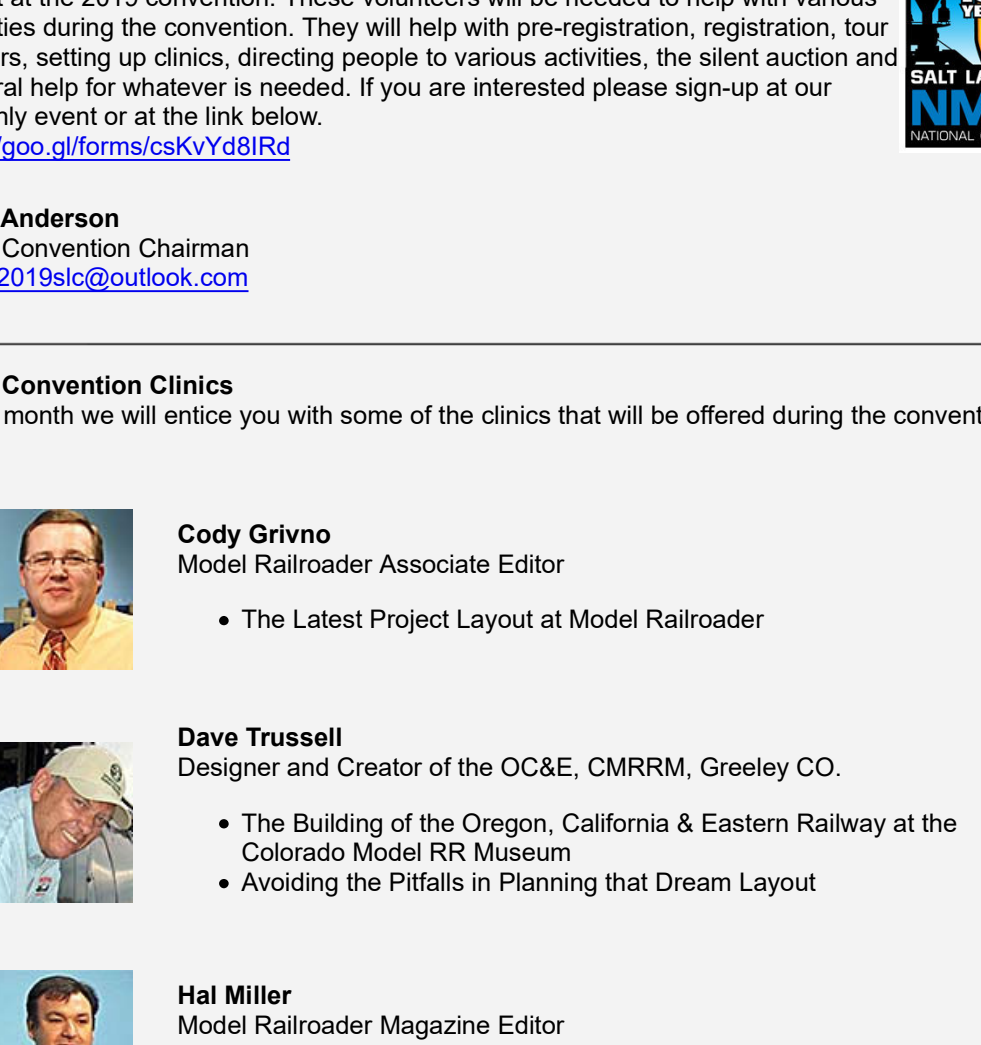 at the 2019 convention. These volunteers will be needed to help with various
ties during the convention. They will help with pre-registration, registration, tour
rs, setting up clinics, directing people to various activities, the silent auction and
ral help for whatever is needed. If you are interested please sign-up at our
nly event or at the link below.
/goo.gl/forms/csKvYd8IRd
SALT LA
NM
NATIONAL
Anderson
Convention Chairman
2019slc@outlook.com
Convention Clinics
month we will entice you with some of the clinics that will be offered during the convent
Cody Grivno
Model Railroader Associate Editor
• The Latest Project Layout at Model Railroader
Dave Trussell
Designer and Creator of the OC&E, CMRRM, Greeley CO.
• The Building of the Oregon, California & Eastern Railway at the
Colorado Model RR Museum
• Avoiding the Pitfalls in Planning that Dream Layout
Hal Miller
Model Railroader Magazine Editor